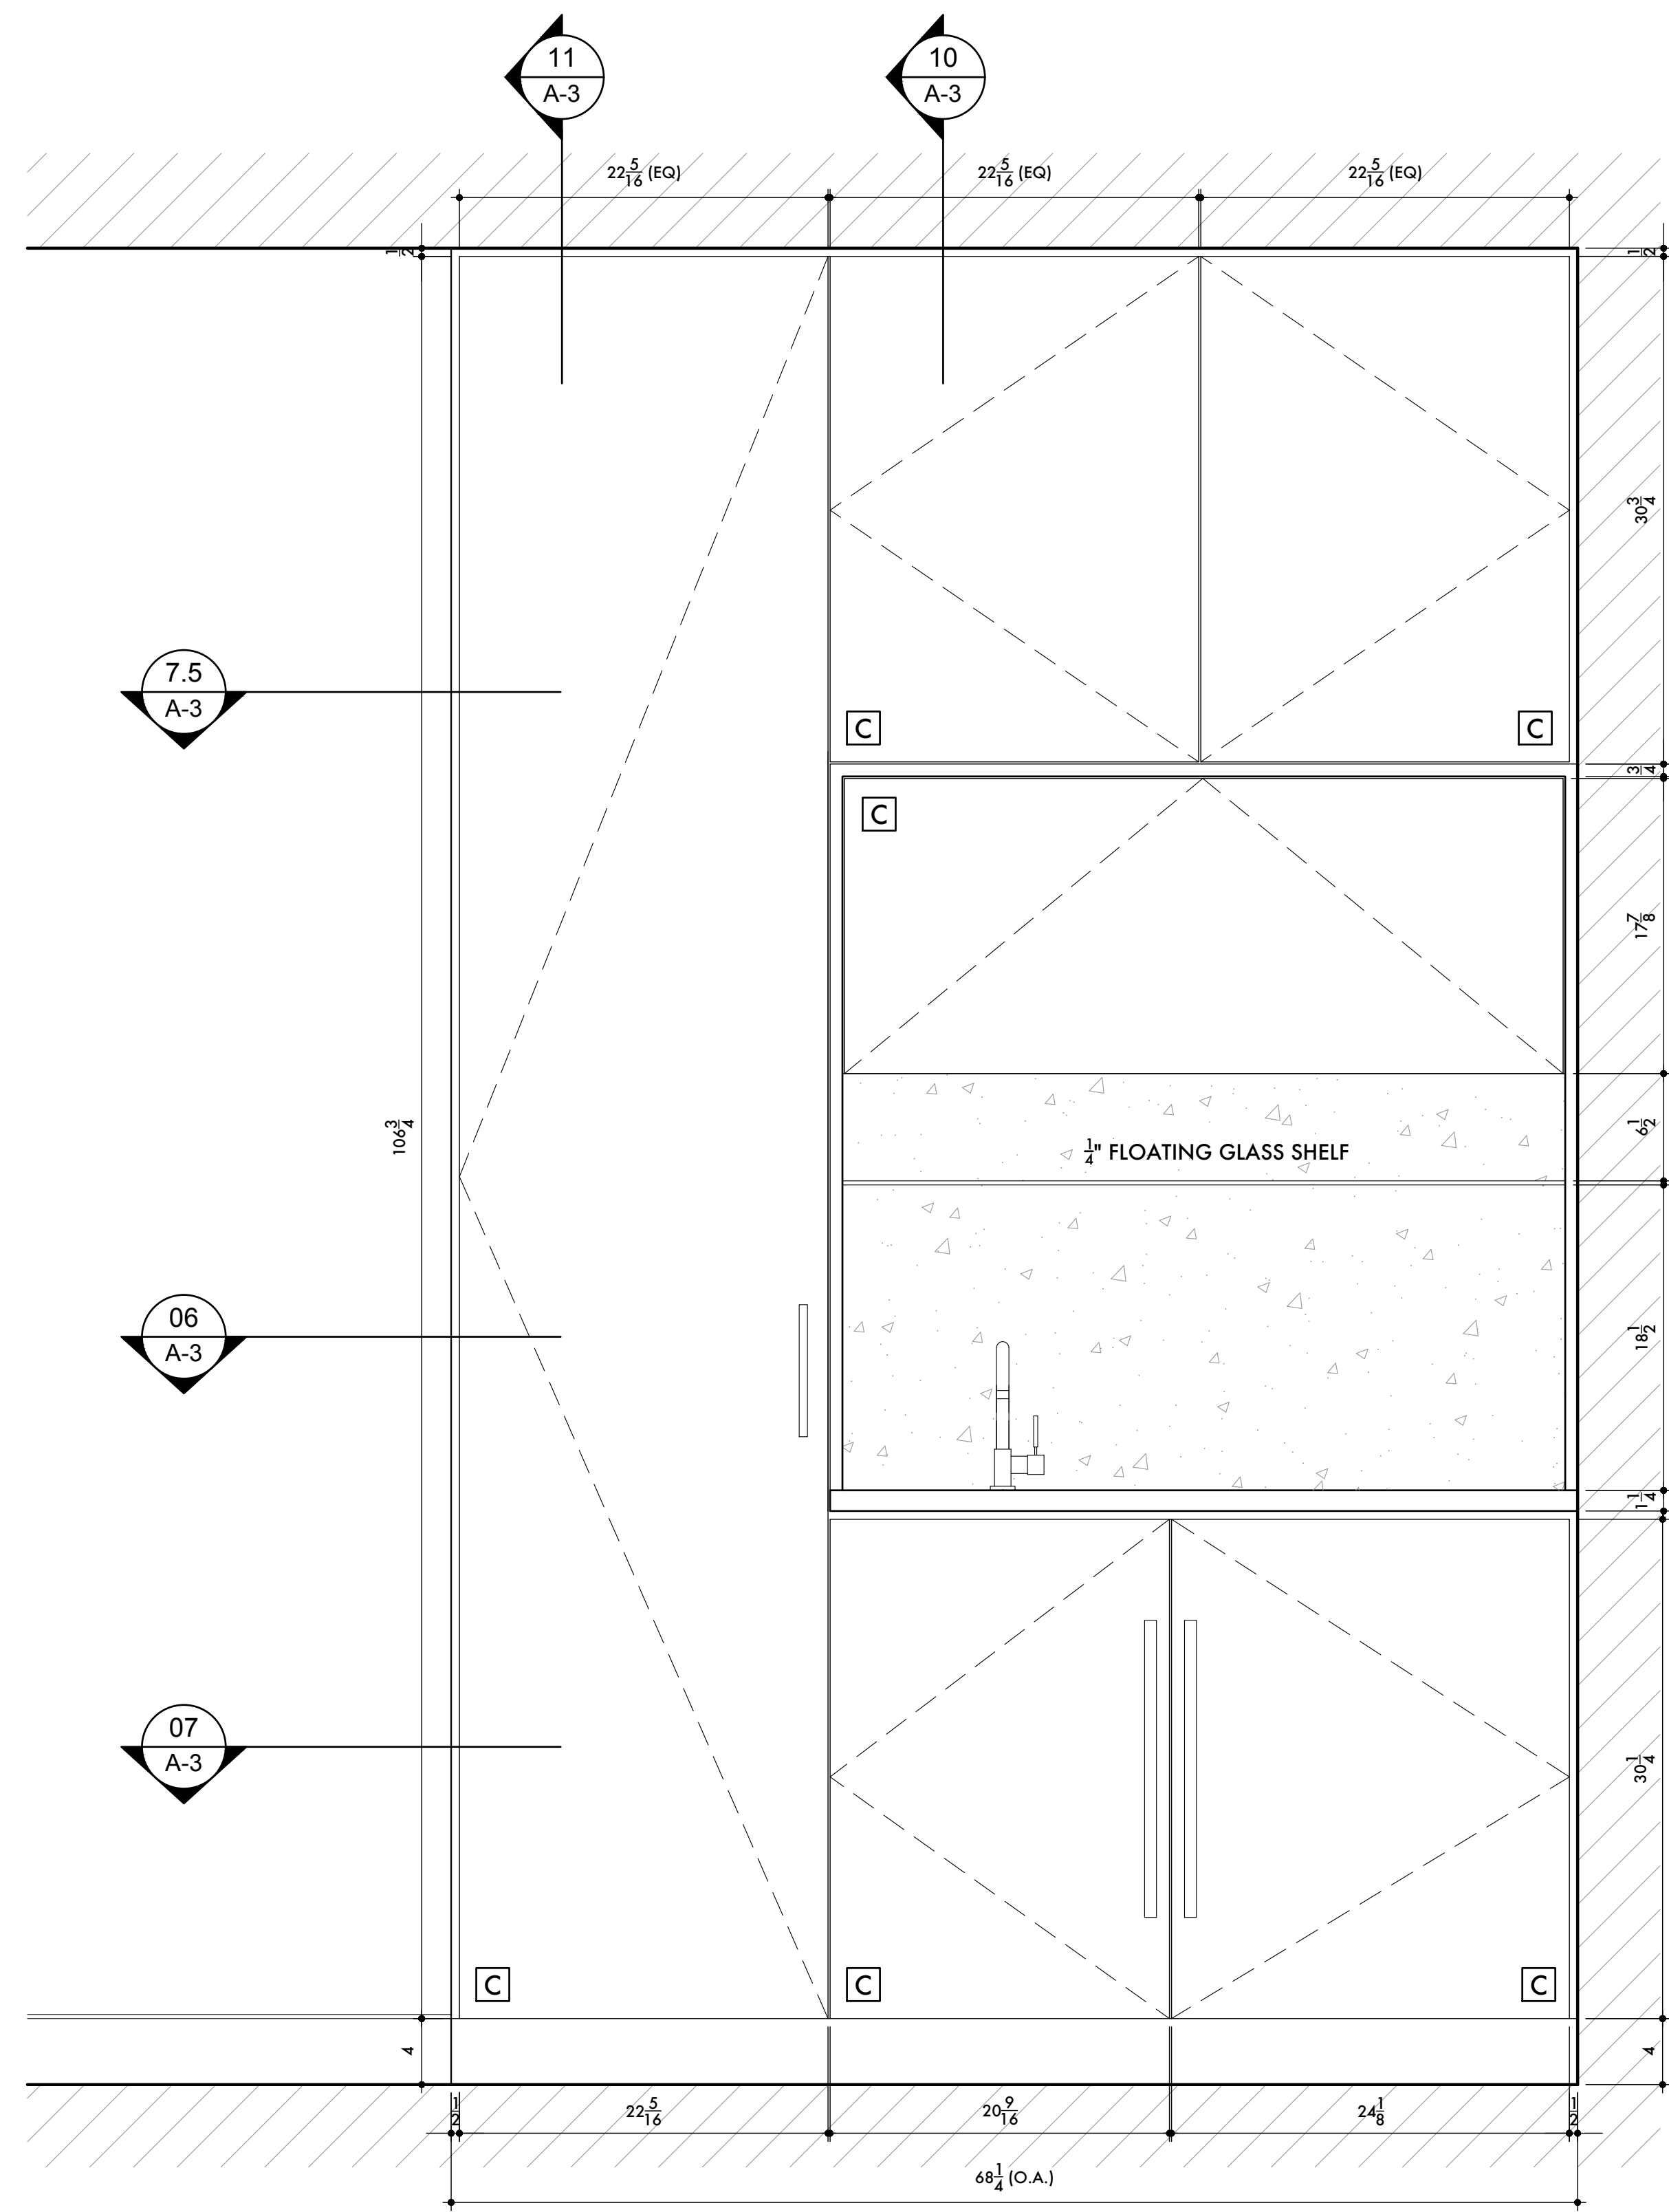 11
A-3
10
A-3
22 5/16 (EQ)
22 5/16 (EQ)
22 5/16 (EQ)
1/2
1/2
30 3/4
7.5
A-3
C
C
3/4
C
17 7/8
106 3/4
6 1/2
1/4" FLOATING GLASS SHELF
06
A-3
18 1/2
1 1/4
07
A-3
30 1/4
C
C
C
4
4
1/2
22 5/16
20 9/16
24 1/8
1/2
68 1/4 (O.A.)